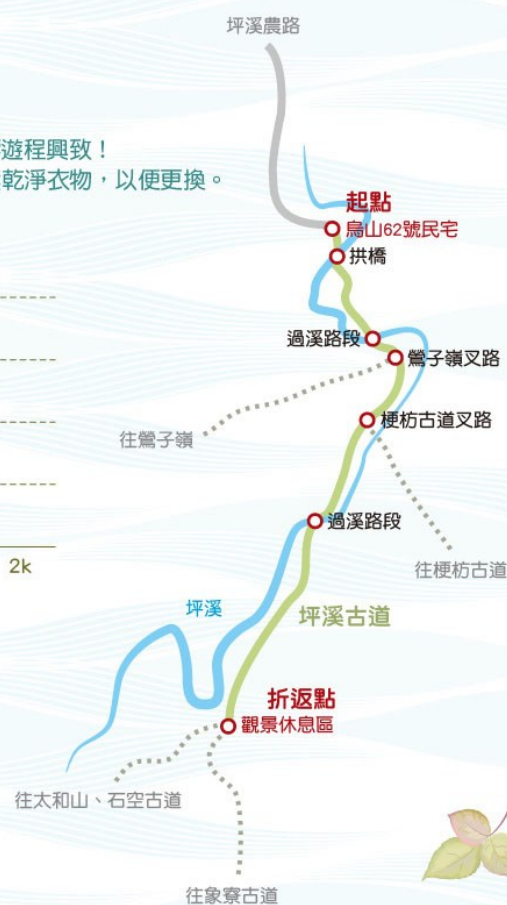 坪溪農路
遊程興致！
乾淨衣物，以便更換。
起點
烏山62號民宅
拱橋
過溪路段
鶯子嶺叉路
梗枋古道叉路
往鶯子嶺
過溪路段
2k
往梗枋古道
坪溪
坪溪古道
折返點
觀景休息區
往太和山、石空古道
往象寮古道